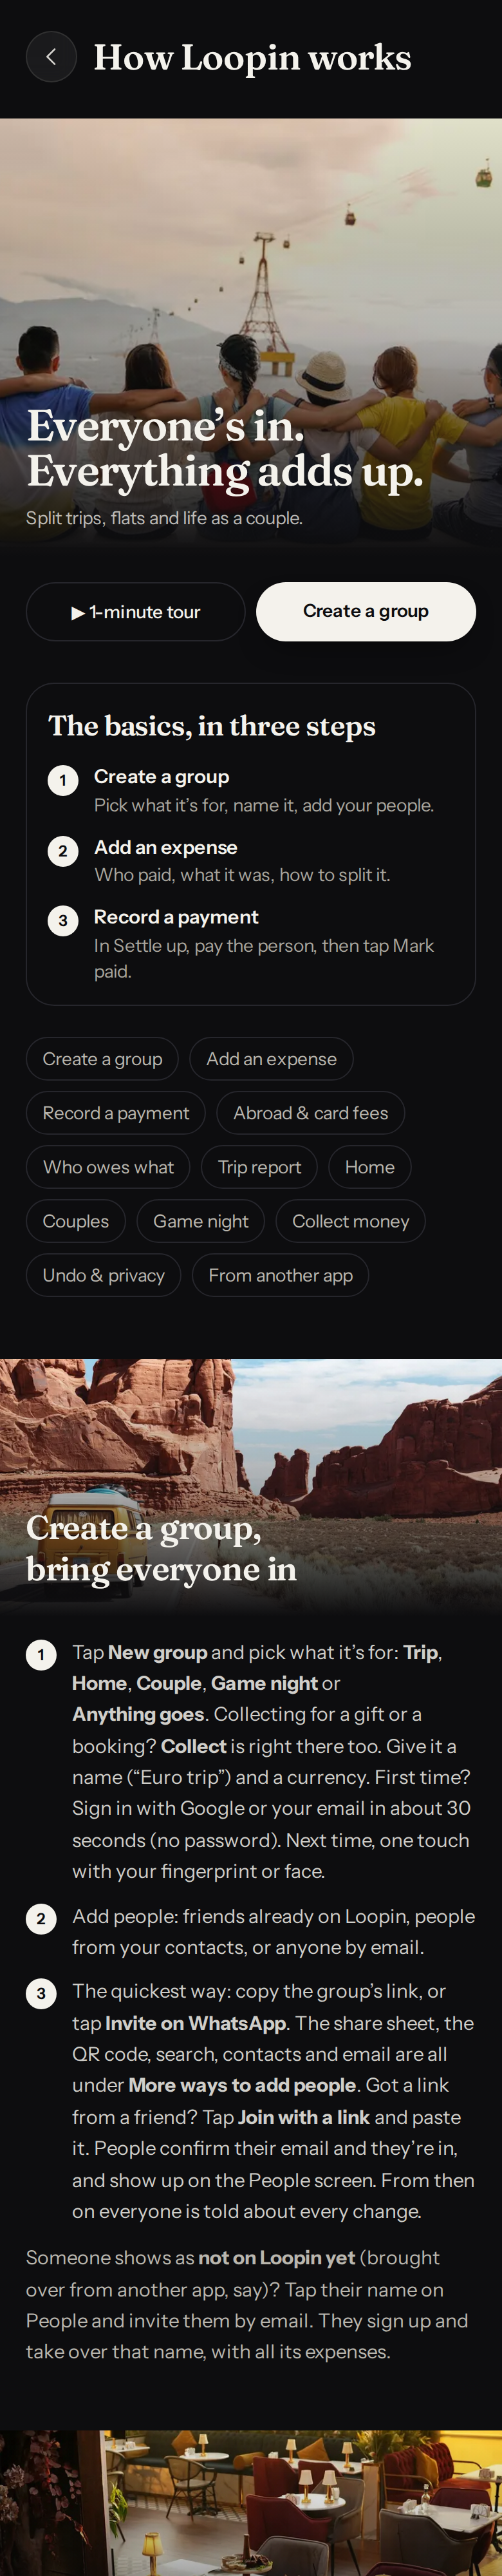 How Loopin works
Everyone’s in.
Everything adds up.
Split trips, flats and life as a couple.
▶ 1-minute tour
Create a group
The basics, in three steps
1
Create a group
Pick what it’s for, name it, add your people.
2
Add an expense
Who paid, what it was, how to split it.
3
Record a payment
In Settle up, pay the person, then tap Mark
paid.
Create a group
Add an expense
Record a payment
Abroad & card fees
Who owes what
Trip report
Home
Couples
Game night
Collect money
Undo & privacy
From another app
Create a group,
bring everyone in
1
Tap New group and pick what it’s for: Trip,
Home, Couple, Game night or
Anything goes. Collecting for a gift or a
booking? Collect is right there too. Give it a
name (“Euro trip”) and a currency. First time?
Sign in with Google or your email in about 30
seconds (no password). Next time, one touch
with your fingerprint or face.
2
Add people: friends already on Loopin, people
from your contacts, or anyone by email.
3
The quickest way: copy the group’s link, or
tap Invite on WhatsApp. The share sheet, the
QR code, search, contacts and email are all
under More ways to add people. Got a link
from a friend? Tap Join with a link and paste
it. People confirm their email and they’re in,
and show up on the People screen. From then
on everyone is told about every change.
Someone shows as not on Loopin yet (brought
over from another app, say)? Tap their name on
People and invite them by email. They sign up and
take over that name, with all its expenses.